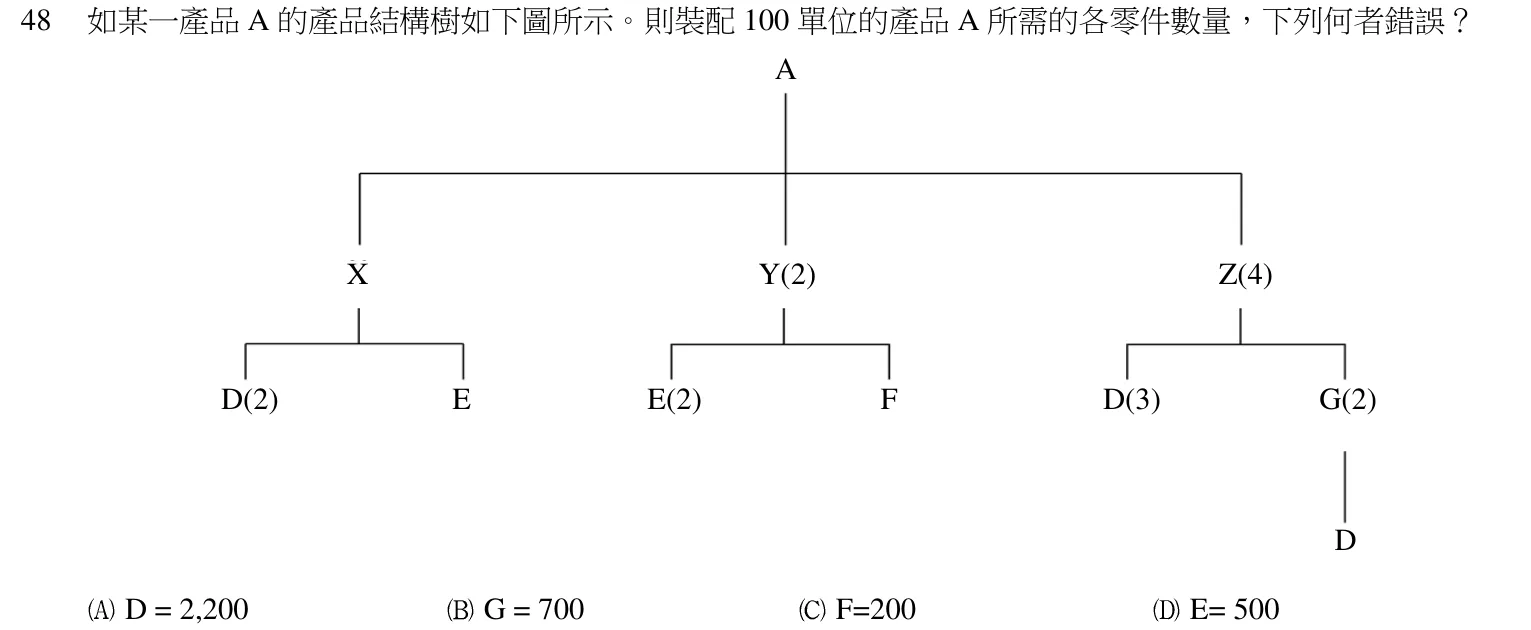 48 如某一產品 A 的產品結構樹如下圖所示。則裝配 100 單位的產品 A 所需的各零件數量，下列何者錯誤？
A
X Y(2) Z(4)
D(2) E E(2) F D(3) G(2)
D
(A) D = 2,200 (B) G = 700 (C) F=200 (D) E= 500